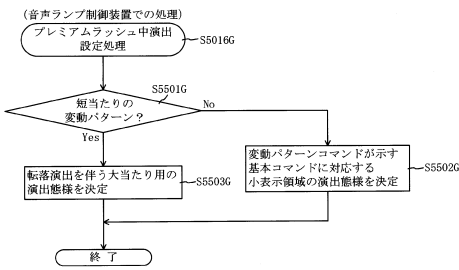 （音声ランプ制御装置での処理）
プレミアムラッシュ中演出
設定処理
S5016G
S5501G
短当たりの
変動パターン？
No
Yes
変動パターンコマンドが示す
基本コマンドに対応する
小表示領域の演出態様を決定
S5502G
転落演出を伴う大当たり用の
演出態様を決定
S5503G
終了